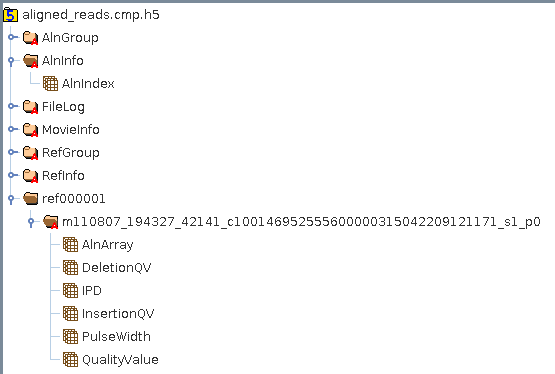 aligned_reads.cmp.h5
AlnGroup
AlnInfo
AlnIndex
FileLog
MovieInfo
RefGroup
RefInfo
ref000001
m110807_194327_42141_c100146952555600000315042209121171_s1_p0
AlnArray
DeletionQV
IPD
InsertionQV
PulseWidth
QualityValue